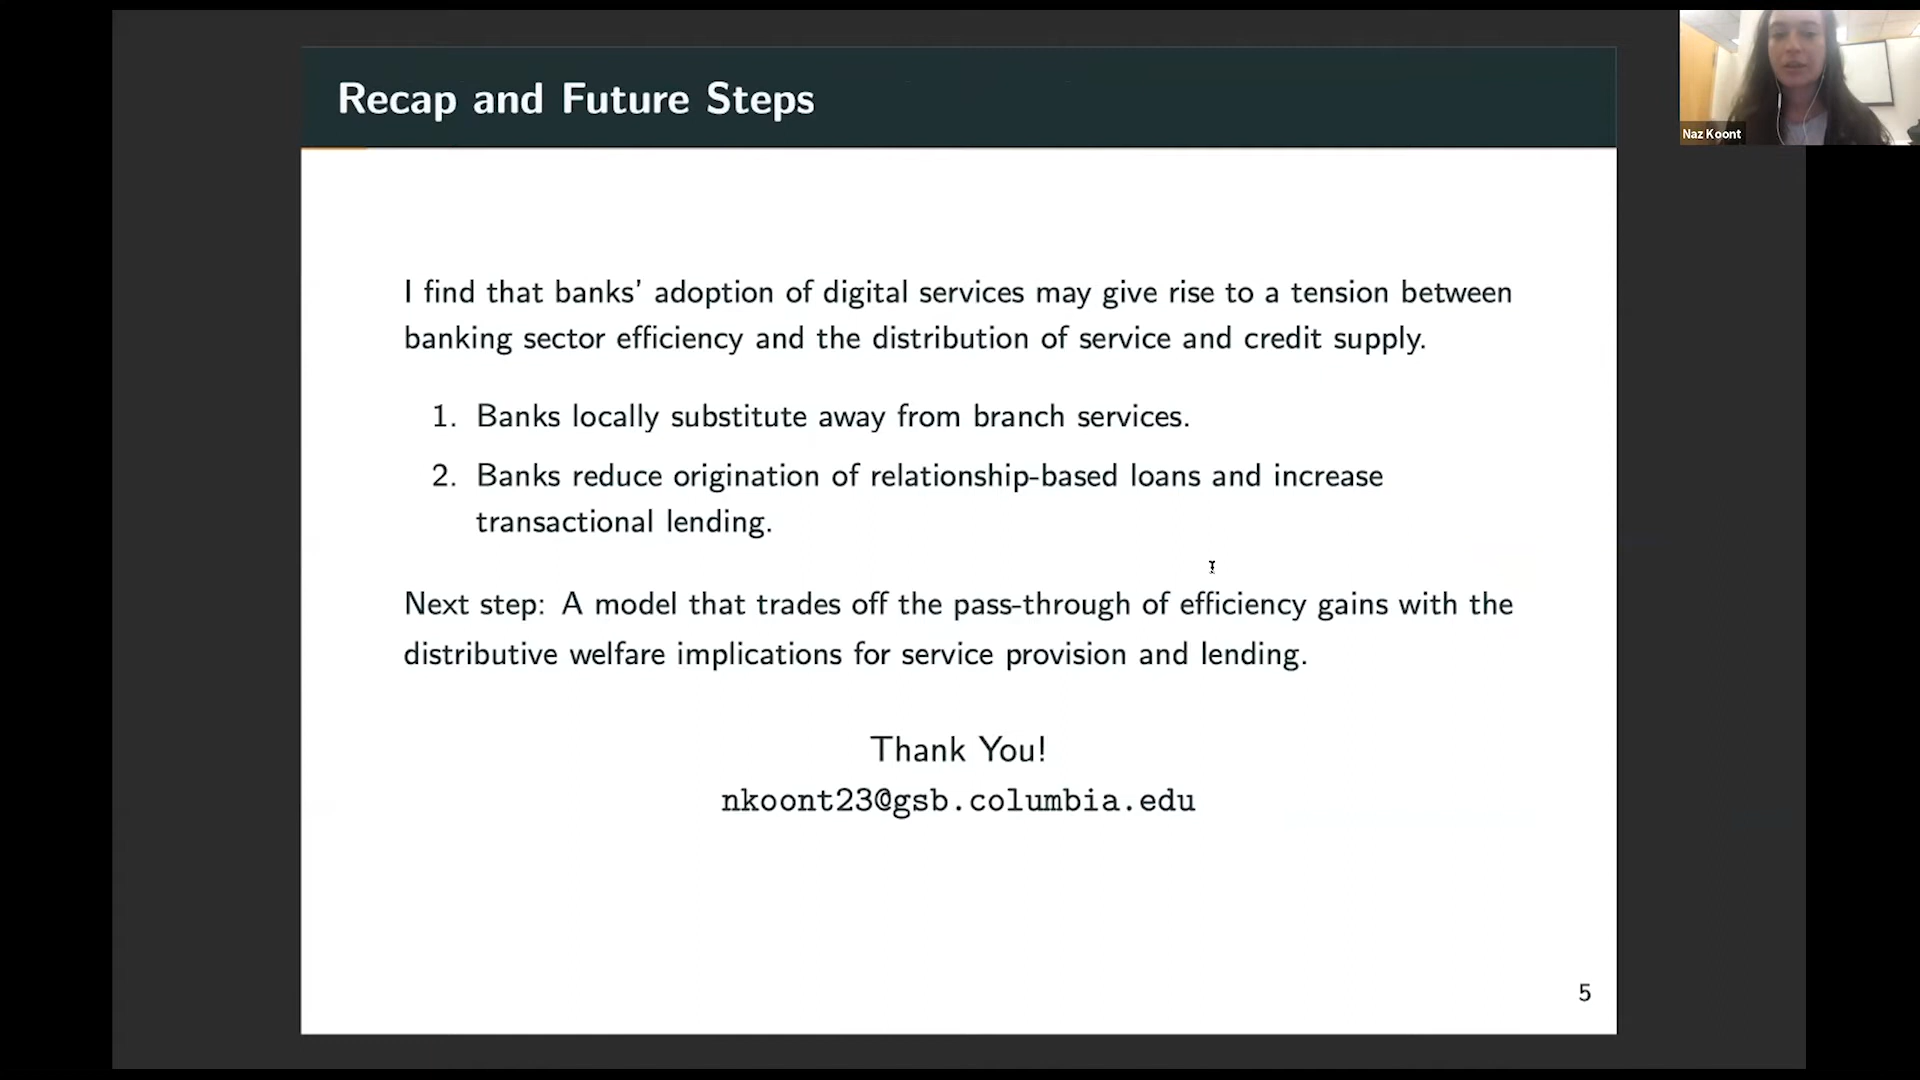 Recap and Future Steps
Naz Koont
I find that banks' adoption of digital services may give rise to a tension between
banking sector efficiency and the distribution of service and credit supply.
1. Banks locally substitute away from branch services.
2. Banks reduce origination of relationship-based loans and increase
transactional lending.
Next step: A model that trades off the pass-through of efficiency gains with the
distributive welfare implications for service provision and lending.
Thank You!
nkoont23@gsb.columbia.edu
5